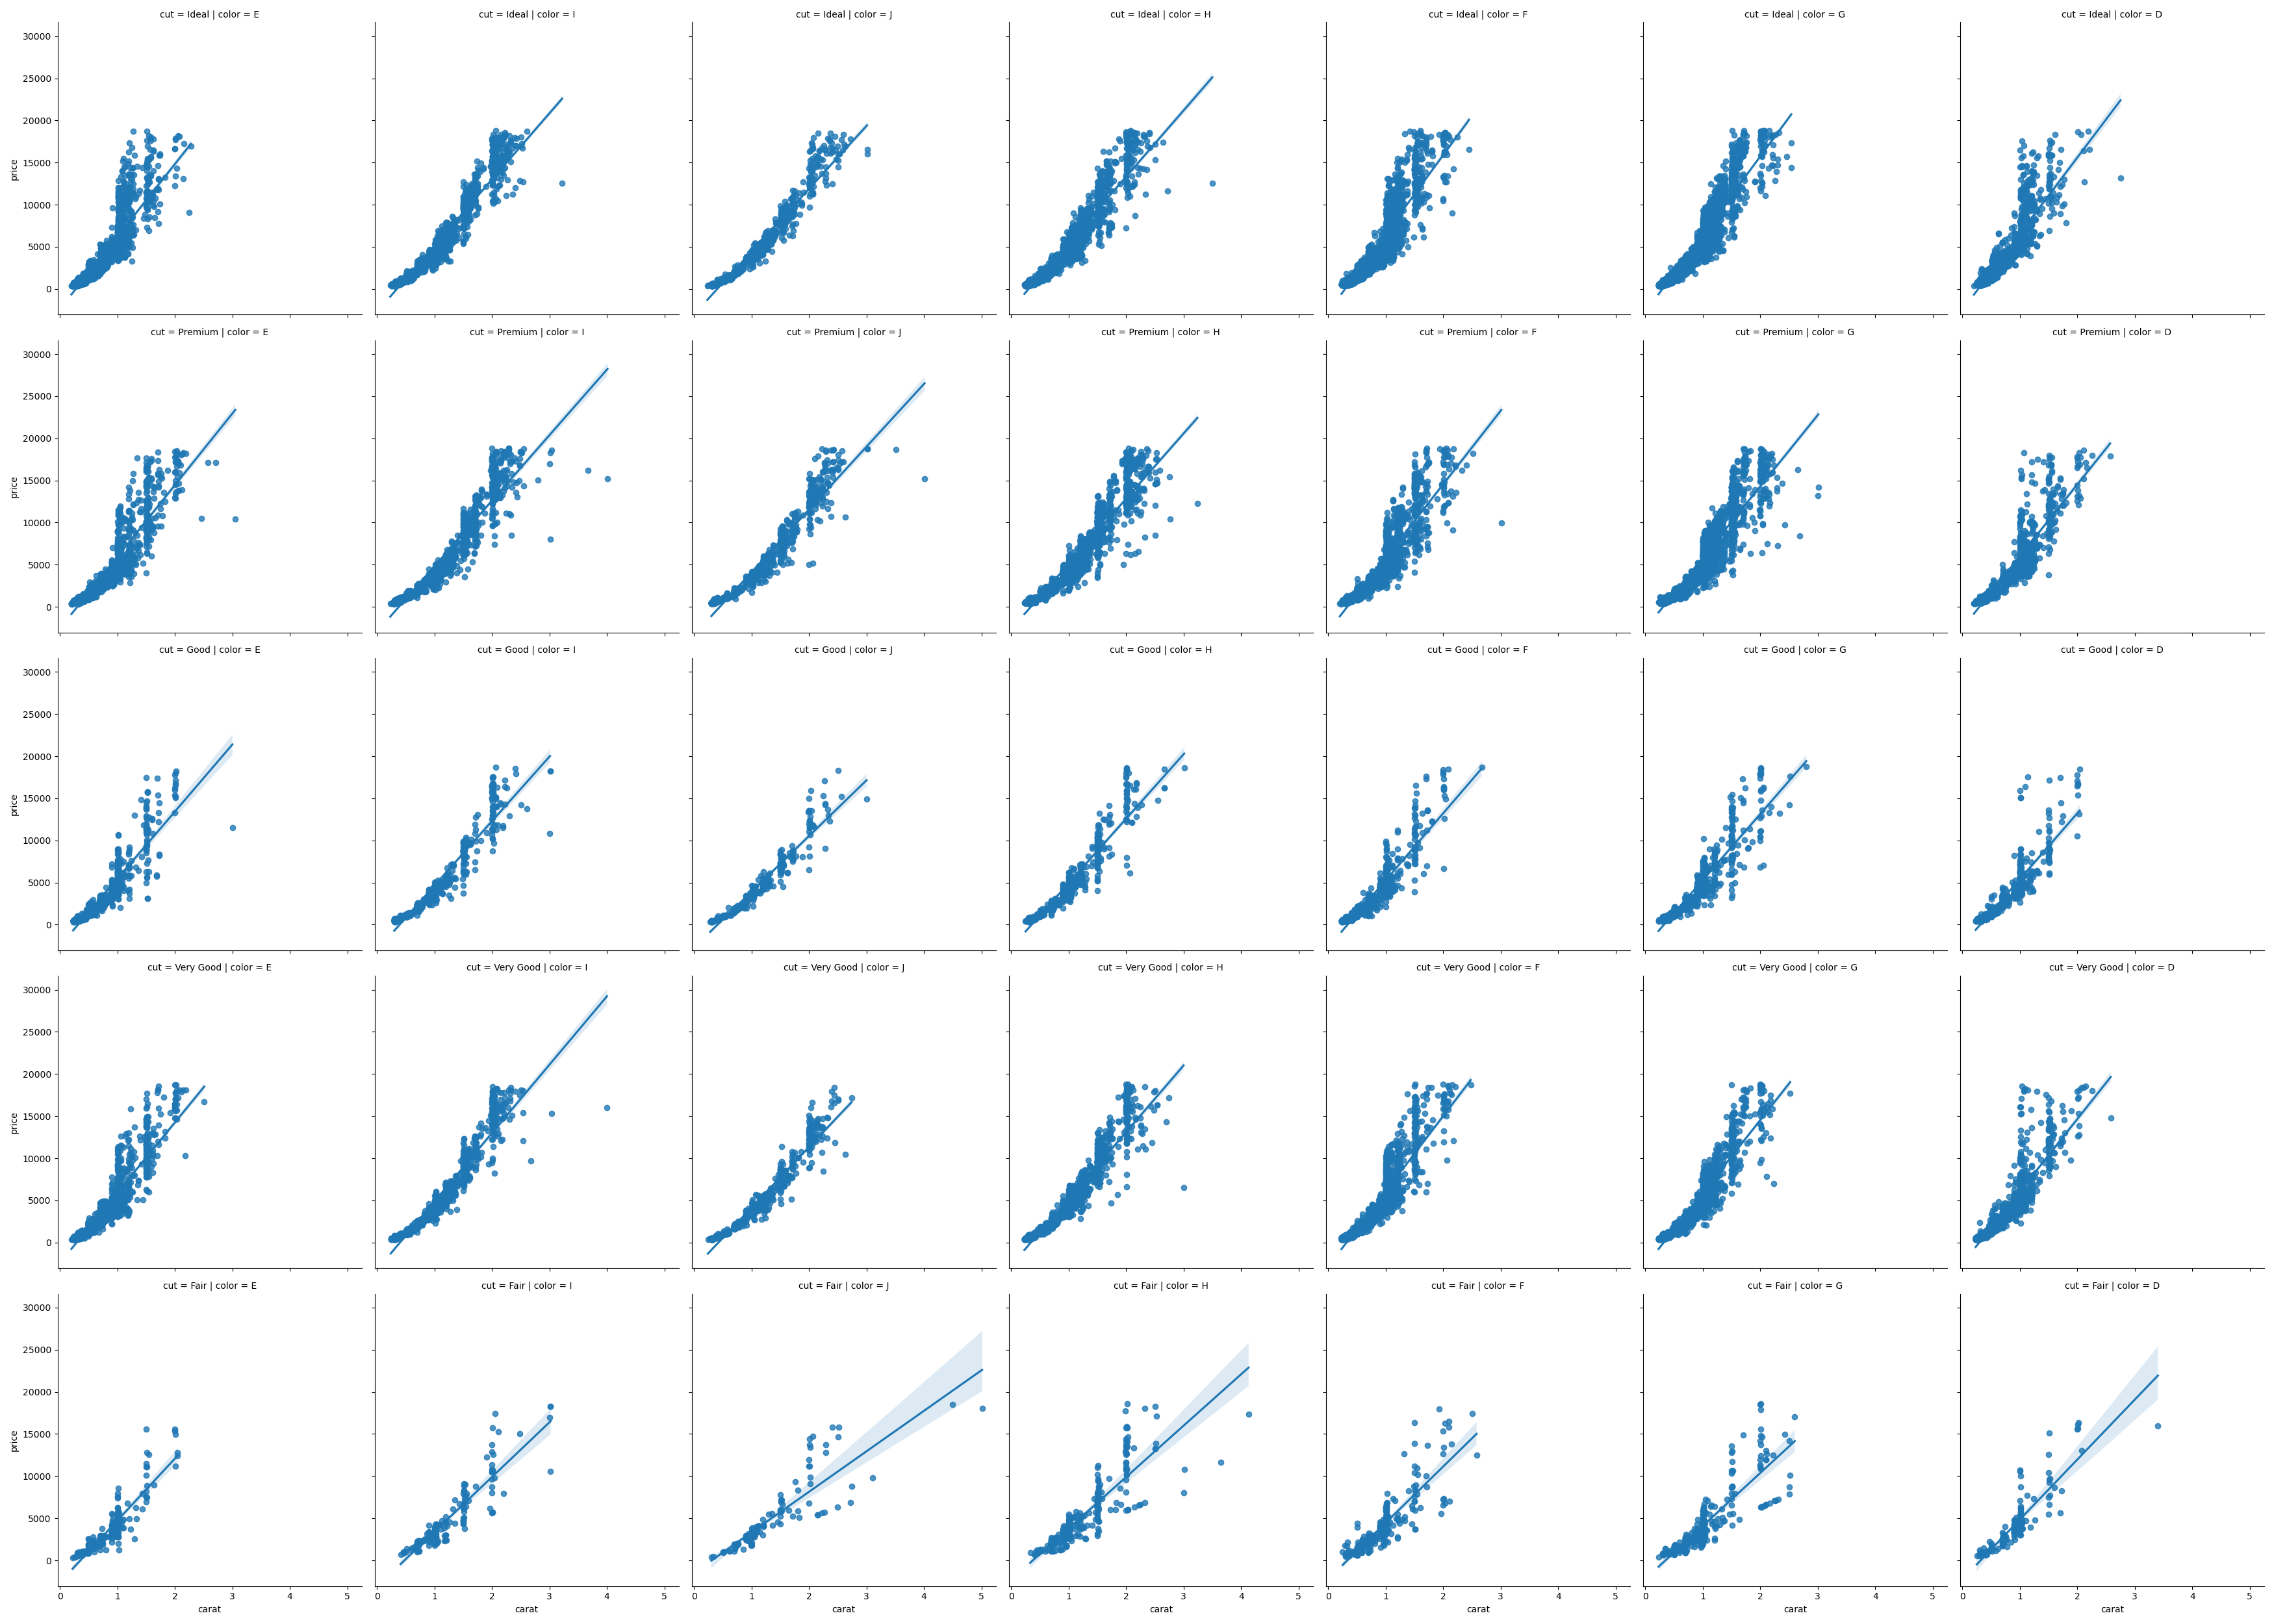 cut = Ideal | color = E
cut = Ideal | color = I
cut = Ideal | color = J
cut = Ideal | color = H
cut = Ideal | color = F
cut = Ideal | color = G
cut = Ideal | color = D
30000
25000
20000
15000
10000
5000
0
price
cut = Premium | color = E
cut = Premium | color = I
cut = Premium | color = J
cut = Premium | color = H
cut = Premium | color = F
cut = Premium | color = G
cut = Premium | color = D
30000
25000
20000
15000
10000
5000
0
price
cut = Good | color = E
cut = Good | color = I
cut = Good | color = J
cut = Good | color = H
cut = Good | color = F
cut = Good | color = G
cut = Good | color = D
30000
25000
20000
15000
10000
5000
0
price
cut = Very Good | color = E
cut = Very Good | color = I
cut = Very Good | color = J
cut = Very Good | color = H
cut = Very Good | color = F
cut = Very Good | color = G
cut = Very Good | color = D
30000
25000
20000
15000
10000
5000
0
price
cut = Fair | color = E
cut = Fair | color = I
cut = Fair | color = J
cut = Fair | color = H
cut = Fair | color = F
cut = Fair | color = G
cut = Fair | color = D
30000
25000
20000
15000
10000
5000
0
price
0 1 2 3 4 5
0 1 2 3 4 5
0 1 2 3 4 5
0 1 2 3 4 5
0 1 2 3 4 5
0 1 2 3 4 5
0 1 2 3 4 5
carat
carat
carat
carat
carat
carat
carat